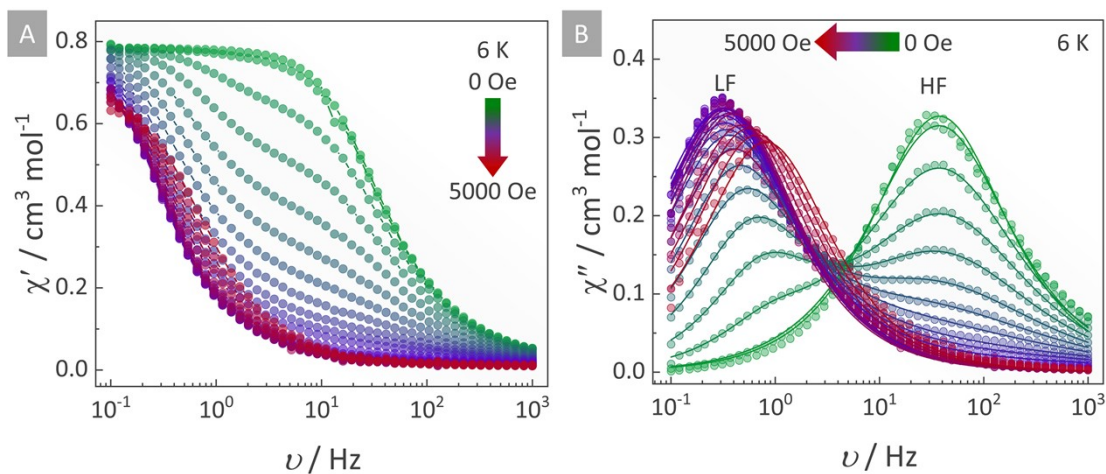 A
6 K
0 Oe
5000 Oe
χ′ / cm³ mol⁻¹
0.8
0.6
0.4
0.2
0.0
10⁻¹ 10⁰ 10¹ 10² 10³
υ / Hz
B
5000 Oe 0 Oe 6 K
LF HF
χ″ / cm³ mol⁻¹
0.4
0.3
0.2
0.1
0.0
10⁻¹ 10⁰ 10¹ 10² 10³
υ / Hz